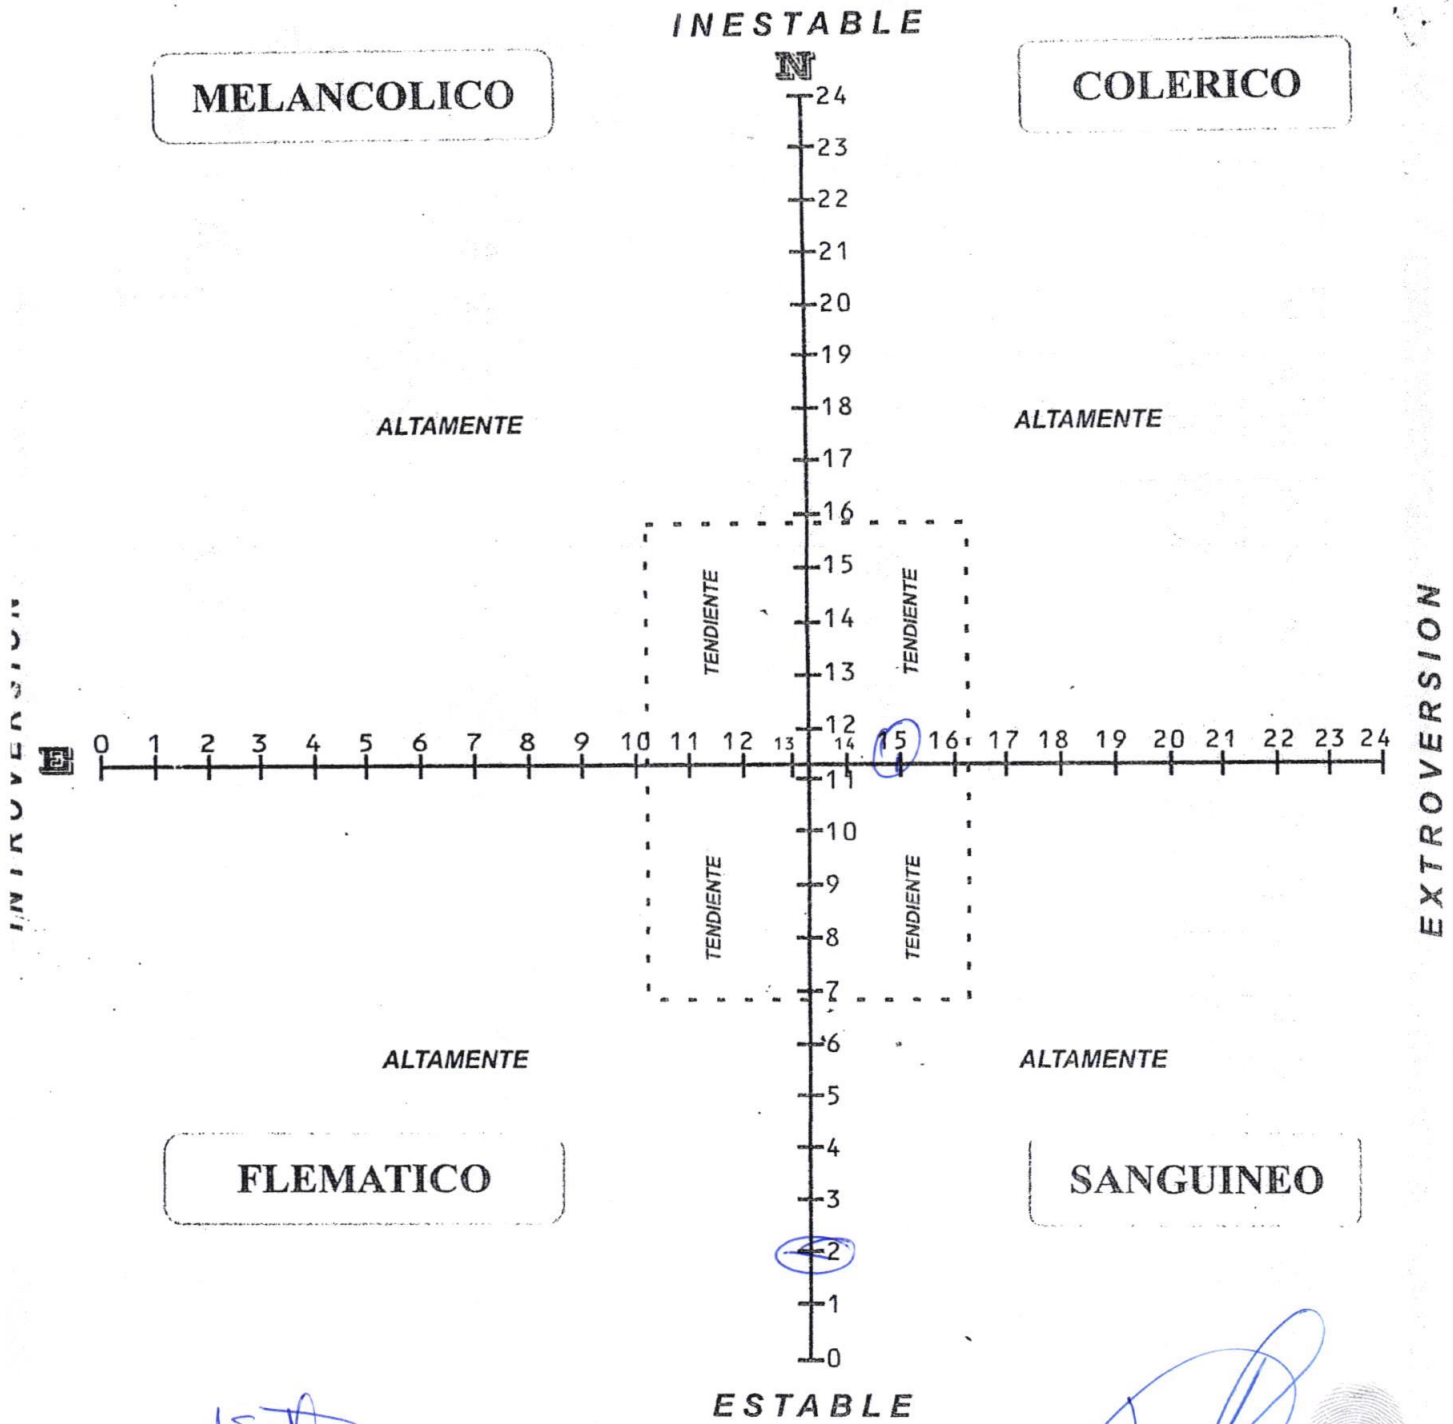 INESTABLE
N
MELANCOLICO
COLERICO
24
23
22
21
20
19
18
ALTAMENTE
ALTAMENTE
17
16
15
TENDIENTE
TENDIENTE
14
13
12
INTROVERSION
E
0 1 2 3 4 5 6 7 8 9 10 11 12 13 14 15 16 17 18 19 20 21 22 23 24
EXTROVERSION
11
10
9
TENDIENTE
TENDIENTE
8
7
6
ALTAMENTE
ALTAMENTE
5
4
FLEMATICO
SANGUINEO
3
2
1
0
ESTABLE